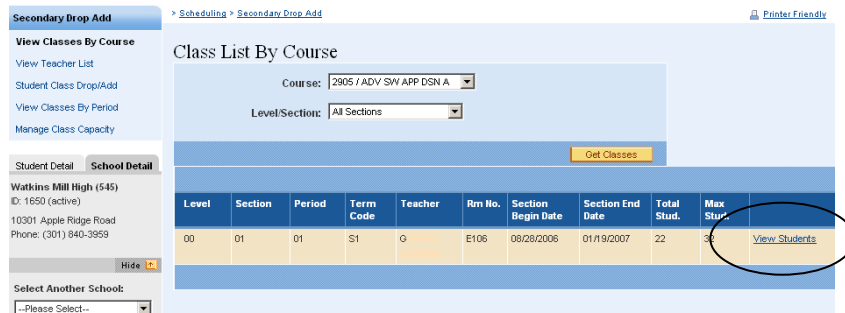 Secondary Drop Add
View Classes By Course
View Teacher List
Student Class Drop/Add
View Classes By Period
Manage Class Capacity
Student Detail School Detail
Watkins Mill High (545)
ID: 1650 (active)
10301 Apple Ridge Road
Phone: (301) 840-3959
Hide
Select Another School:
--Please Select--
> Scheduling > Secondary Drop Add
Printer Friendly
Class List By Course
Course: 2905 / ADV SW APP DSN A
Level/Section: All Sections
Get Classes
Level Section Period Term Code Teacher Rm No. Section Begin Date Section End Date Total Stud. Max Stud.
00 01 01 S1 G E106 08/28/2006 01/19/2007 22 32 View Students